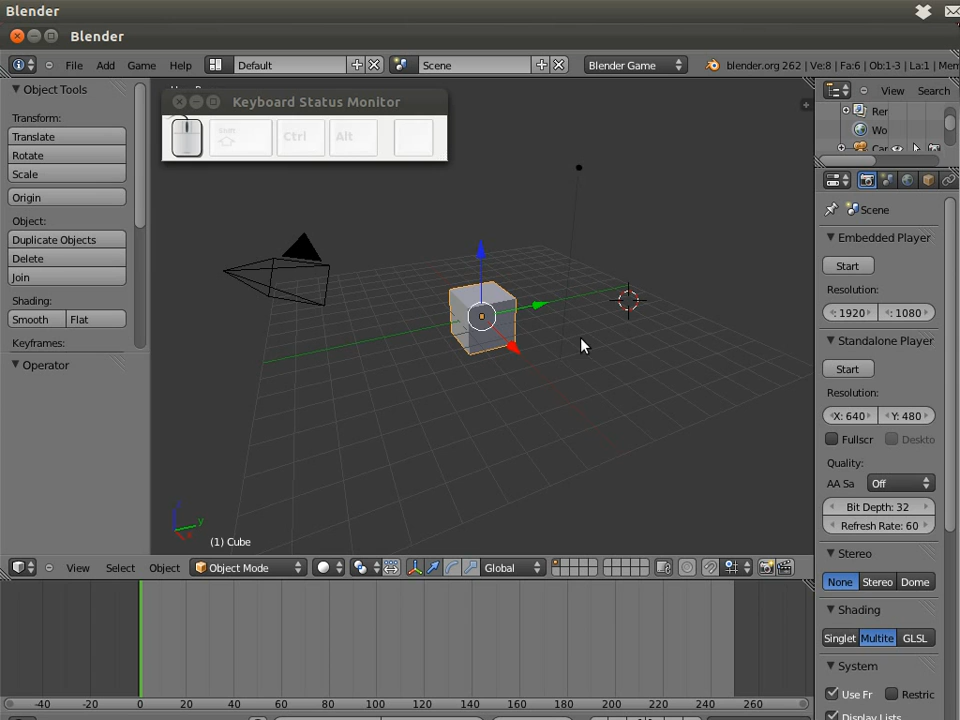 Blender
Blender
File Add Game Help Default Scene Blender Game blender.org 262 | Ve:8 | Fa:6 | Ob:1-3 | La:1 | Mem
Object Tools
Keyboard Status Monitor
View Search
Transform:
Translate
Shift Ctrl Alt
Rotate
Scale
Origin
Rer
Wo
Car
Scene
Object:
Duplicate Objects
Delete
Join
Shading:
Smooth Flat
Keyframes:
Operator
Embedded Player
Start
Resolution:
: 1920 : 1080
Standalone Player
Start
Resolution:
X: 640 Y: 480
Fullscr Deskto
Quality:
AA Sa Off
Bit Depth: 32
Refresh Rate: 60
Stereo
None Stereo Dome
Shading
Singlet Multite GLSL
System
Use Fr Restric
Display Lists
z
y
x
(1) Cube
View Select Object Object Mode Global
-40 -20 0 20 40 60 80 100 120 140 160 180 200 220 240 260